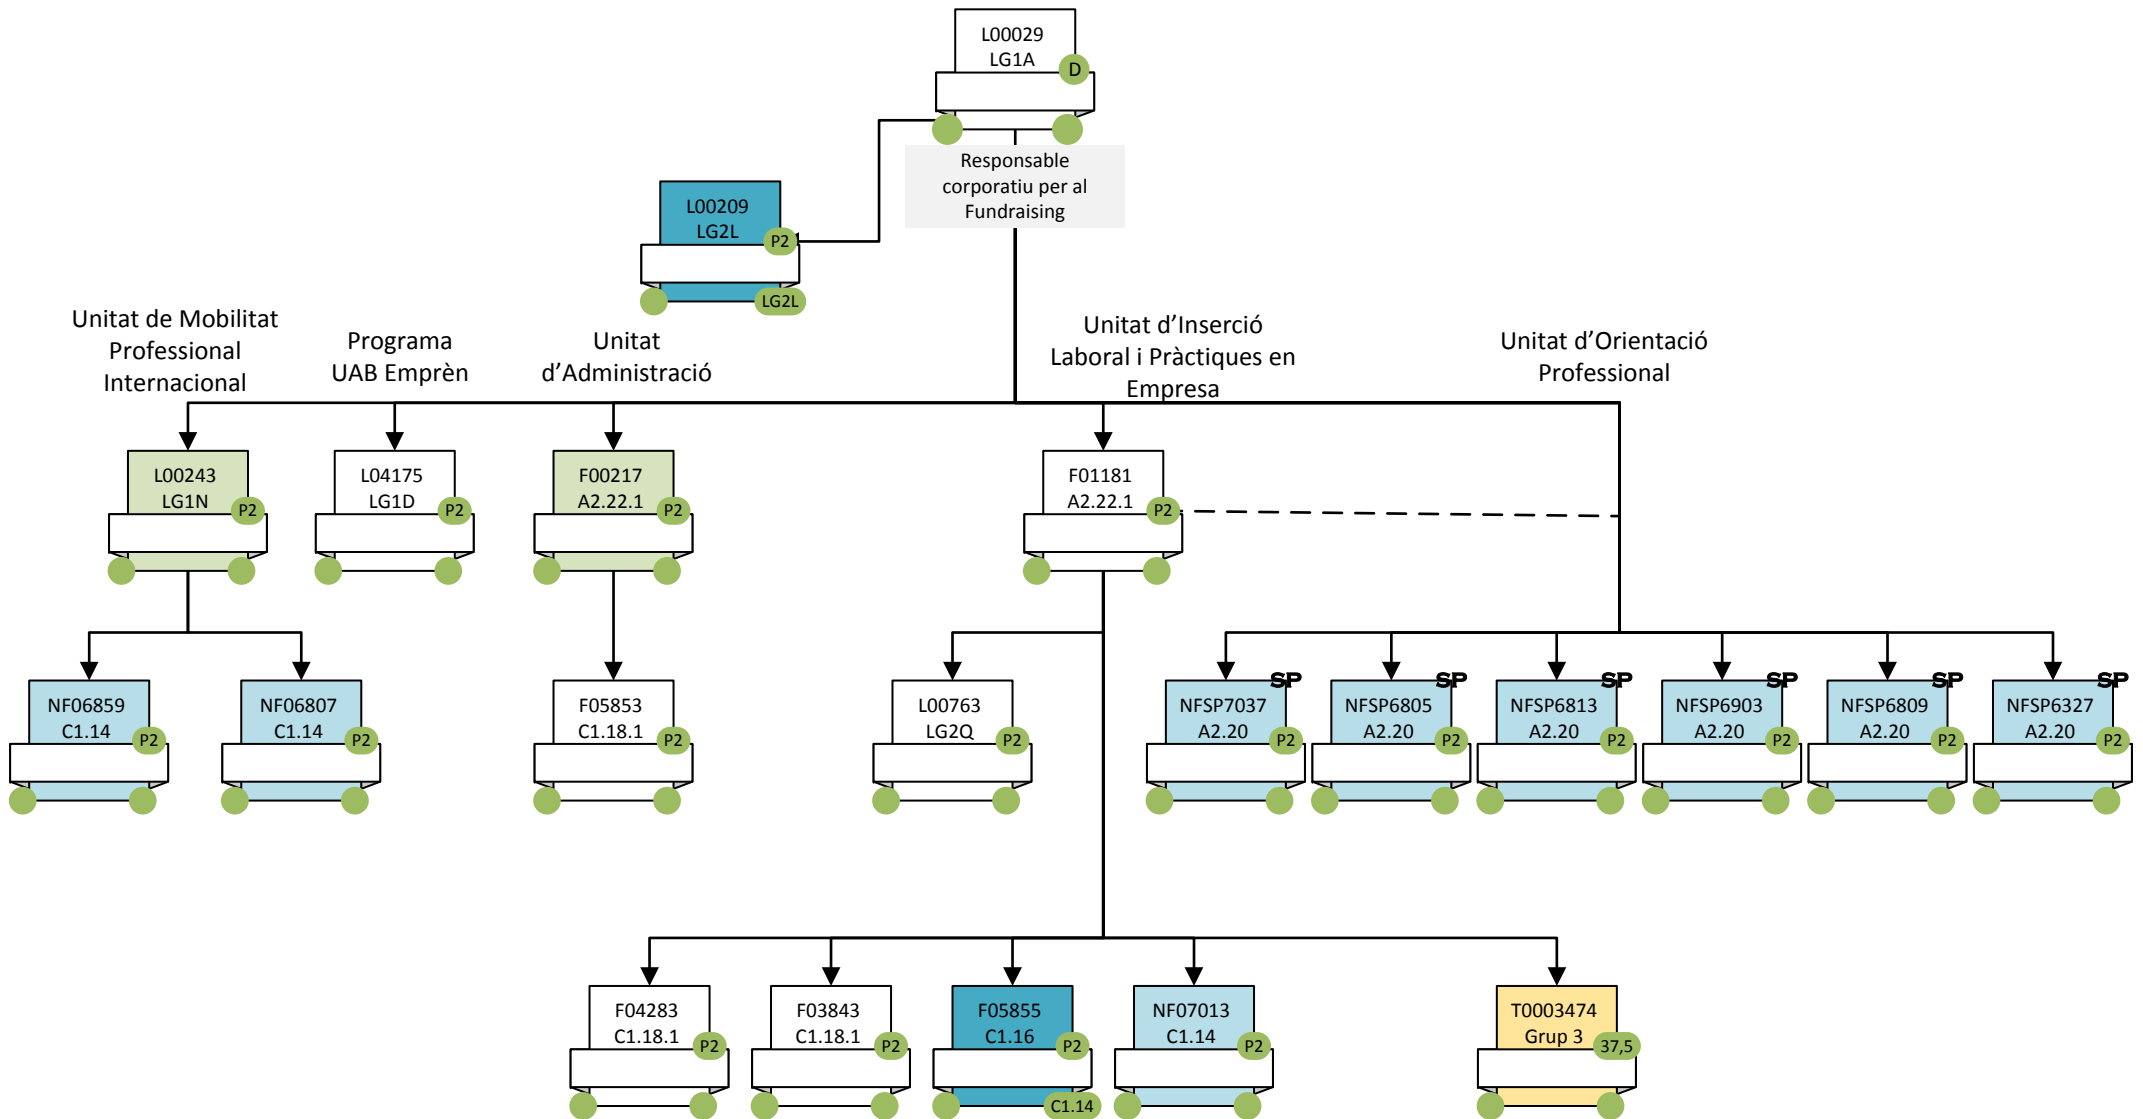 L00029
LG1A
D
Responsable
corporatiu per al
Fundraising
L00209
LG2L
P2
LG2L
Unitat de Mobilitat
Professional
Internacional
Programa
UAB Emprèn
Unitat
d’Administració
Unitat d’Inserció
Laboral i Pràctiques en
Empresa
Unitat d’Orientació
Professional
L00243
LG1N
P2
L04175
LG1D
P2
F00217
A2.22.1
P2
F01181
A2.22.1
P2
NF06859
C1.14
P2
NF06807
C1.14
P2
F05853
C1.18.1
P2
L00763
LG2Q
P2
SP
NFSP7037
A2.20
P2
SP
NFSP6805
A2.20
P2
SP
NFSP6813
A2.20
P2
SP
NFSP6903
A2.20
P2
SP
NFSP6809
A2.20
P2
SP
NFSP6327
A2.20
P2
F04283
C1.18.1
P2
F03843
C1.18.1
P2
F05855
C1.16
P2
C1.14
NF07013
C1.14
P2
T0003474
Grup 3
37,5